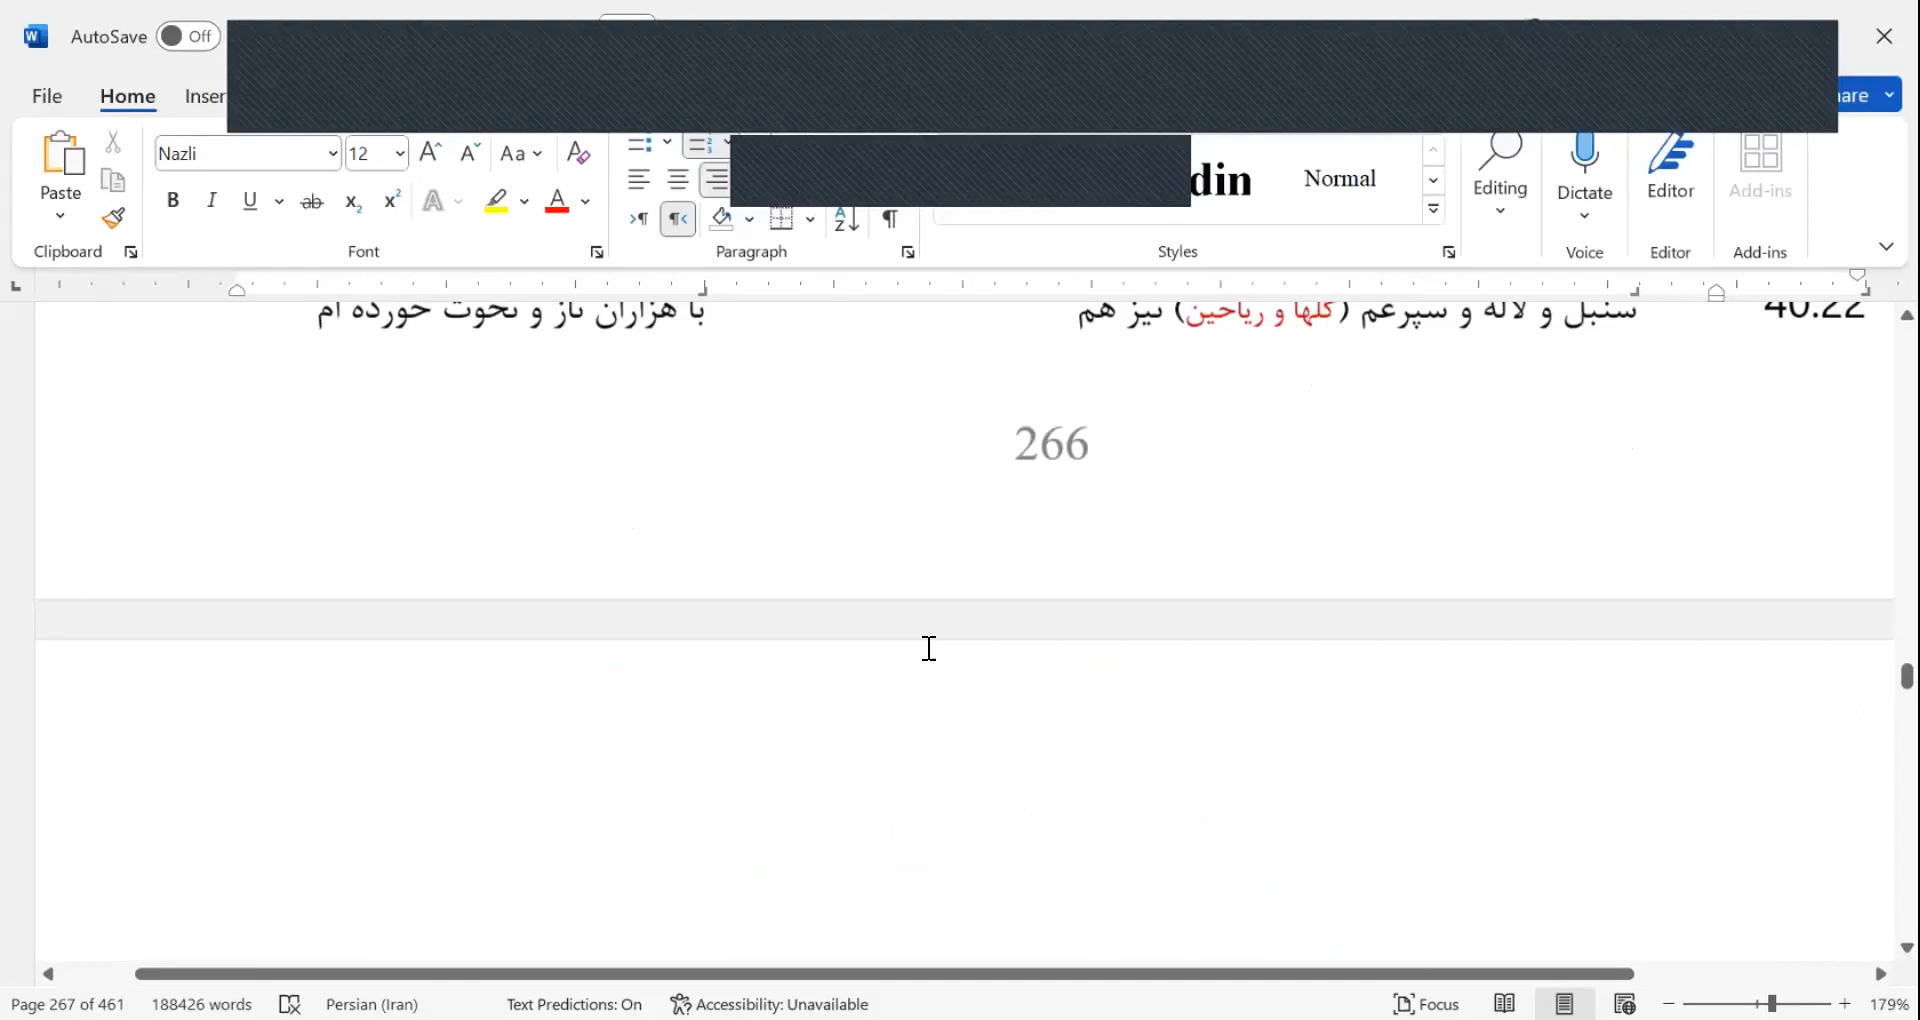 AutoSave Off
File Home Inser
are
Paste
Nazli 12
din Normal
Editing Dictate Editor Add-ins
Clipboard Font Paragraph Styles Voice Editor Add-ins
40.22 سنبل و لاله و سپرغم (گلها و ریاحین) نیز هم با هزاران ناز و نخوت خورده ام
266
Page 267 of 461 188426 words Persian (Iran) Text Predictions: On Accessibility: Unavailable Focus 179%